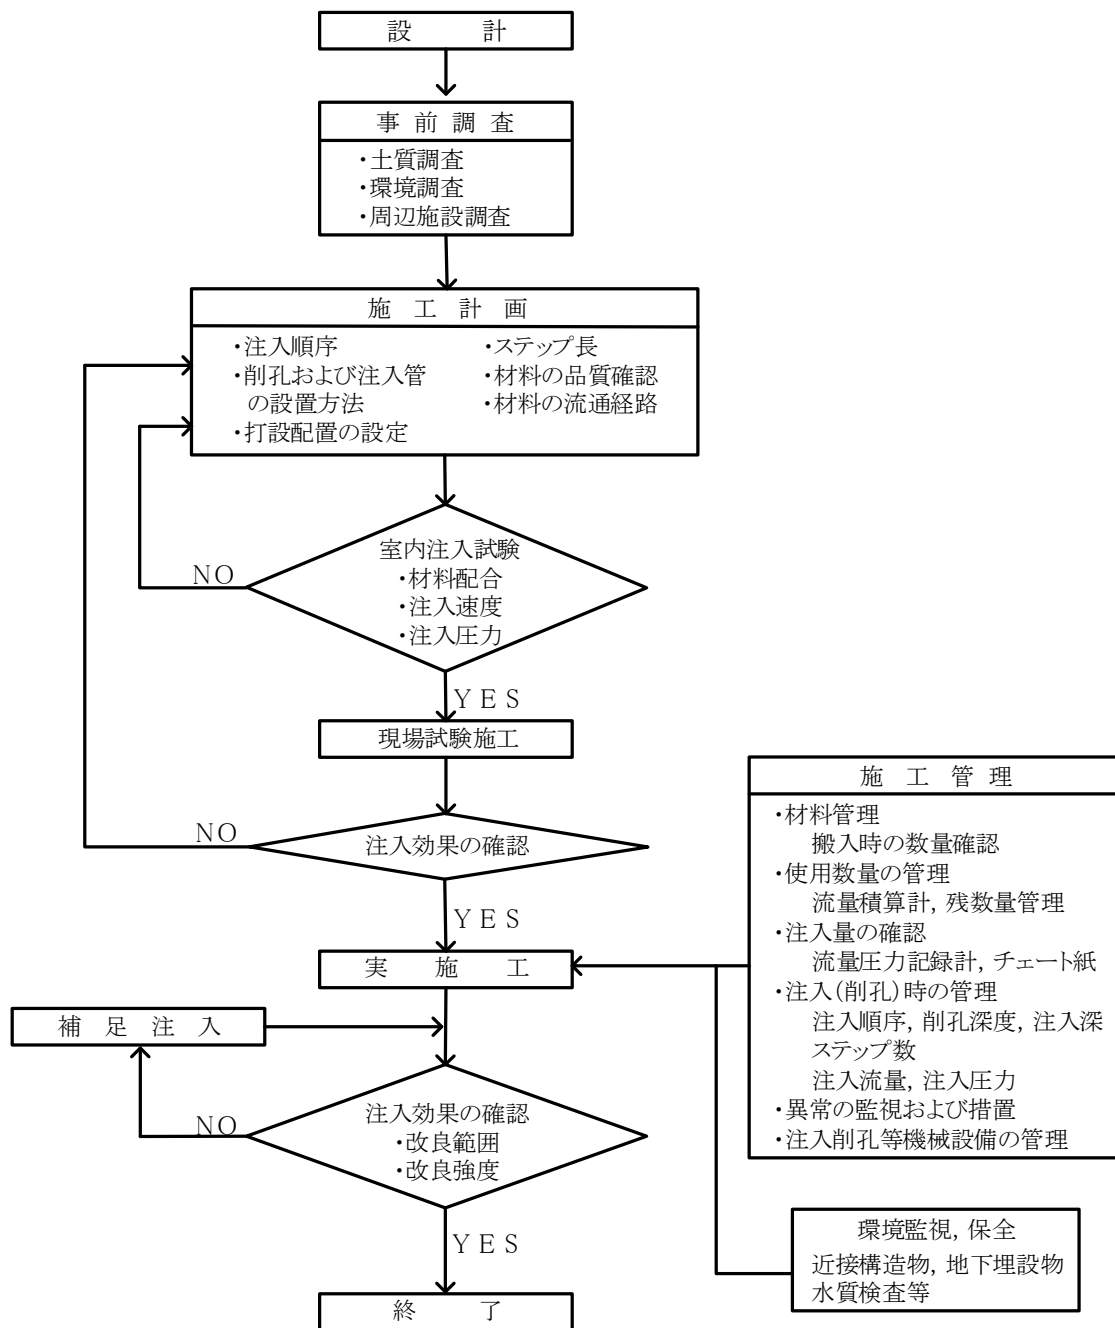 設　計
事前調査
・土質調査
・環境調査
・周辺施設調査
施工計画
・注入順序
・削孔および注入管
の設置方法
・打設配置の設定
・ステップ長
・材料の品質確認
・材料の流通経路
室内注入試験
・材料配合
・注入速度
・注入圧力
NO
YES
現場試験施工
注入効果の確認
NO
YES
実施工
補足注入
注入効果の確認
・改良範囲
・改良強度
NO
YES
終　了
施工管理
・材料管理
搬入時の数量確認
・使用数量の管理
流量積算計, 残数量管理
・注入量の確認
流量圧力記録計, チェート紙
・注入(削孔)時の管理
注入順序, 削孔深度, 注入深
ステップ数
注入流量, 注入圧力
・異常の監視および措置
・注入削孔等機械設備の管理
環境監視, 保全
近接構造物, 地下埋設物
水質検査等